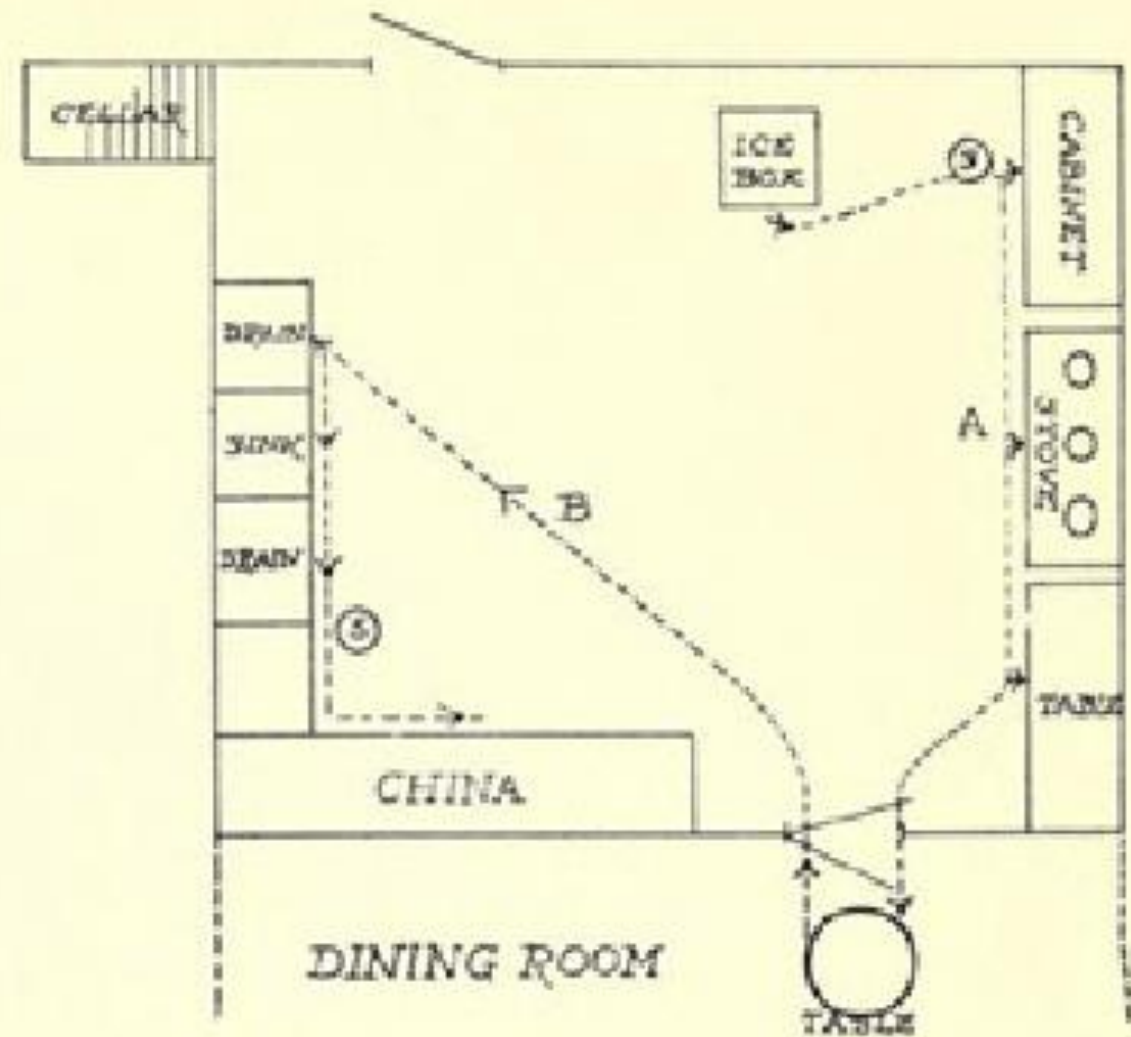 CELLAR
ICE
BOX
CABINET
DRAIN
SINK
A
STOVE
B
DRAIN
TABLE
CHINA
DINING ROOM
TABLE